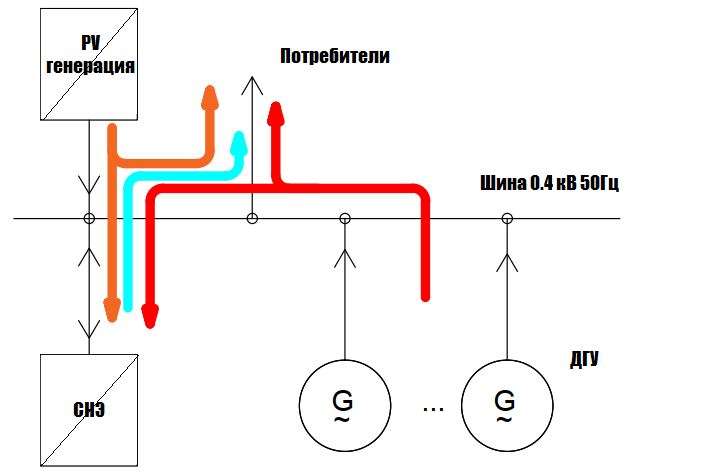 PV
генерация
Потребители
Шина 0.4 кВ 50Гц
СНЭ
G
~
...
G
~
ДГУ